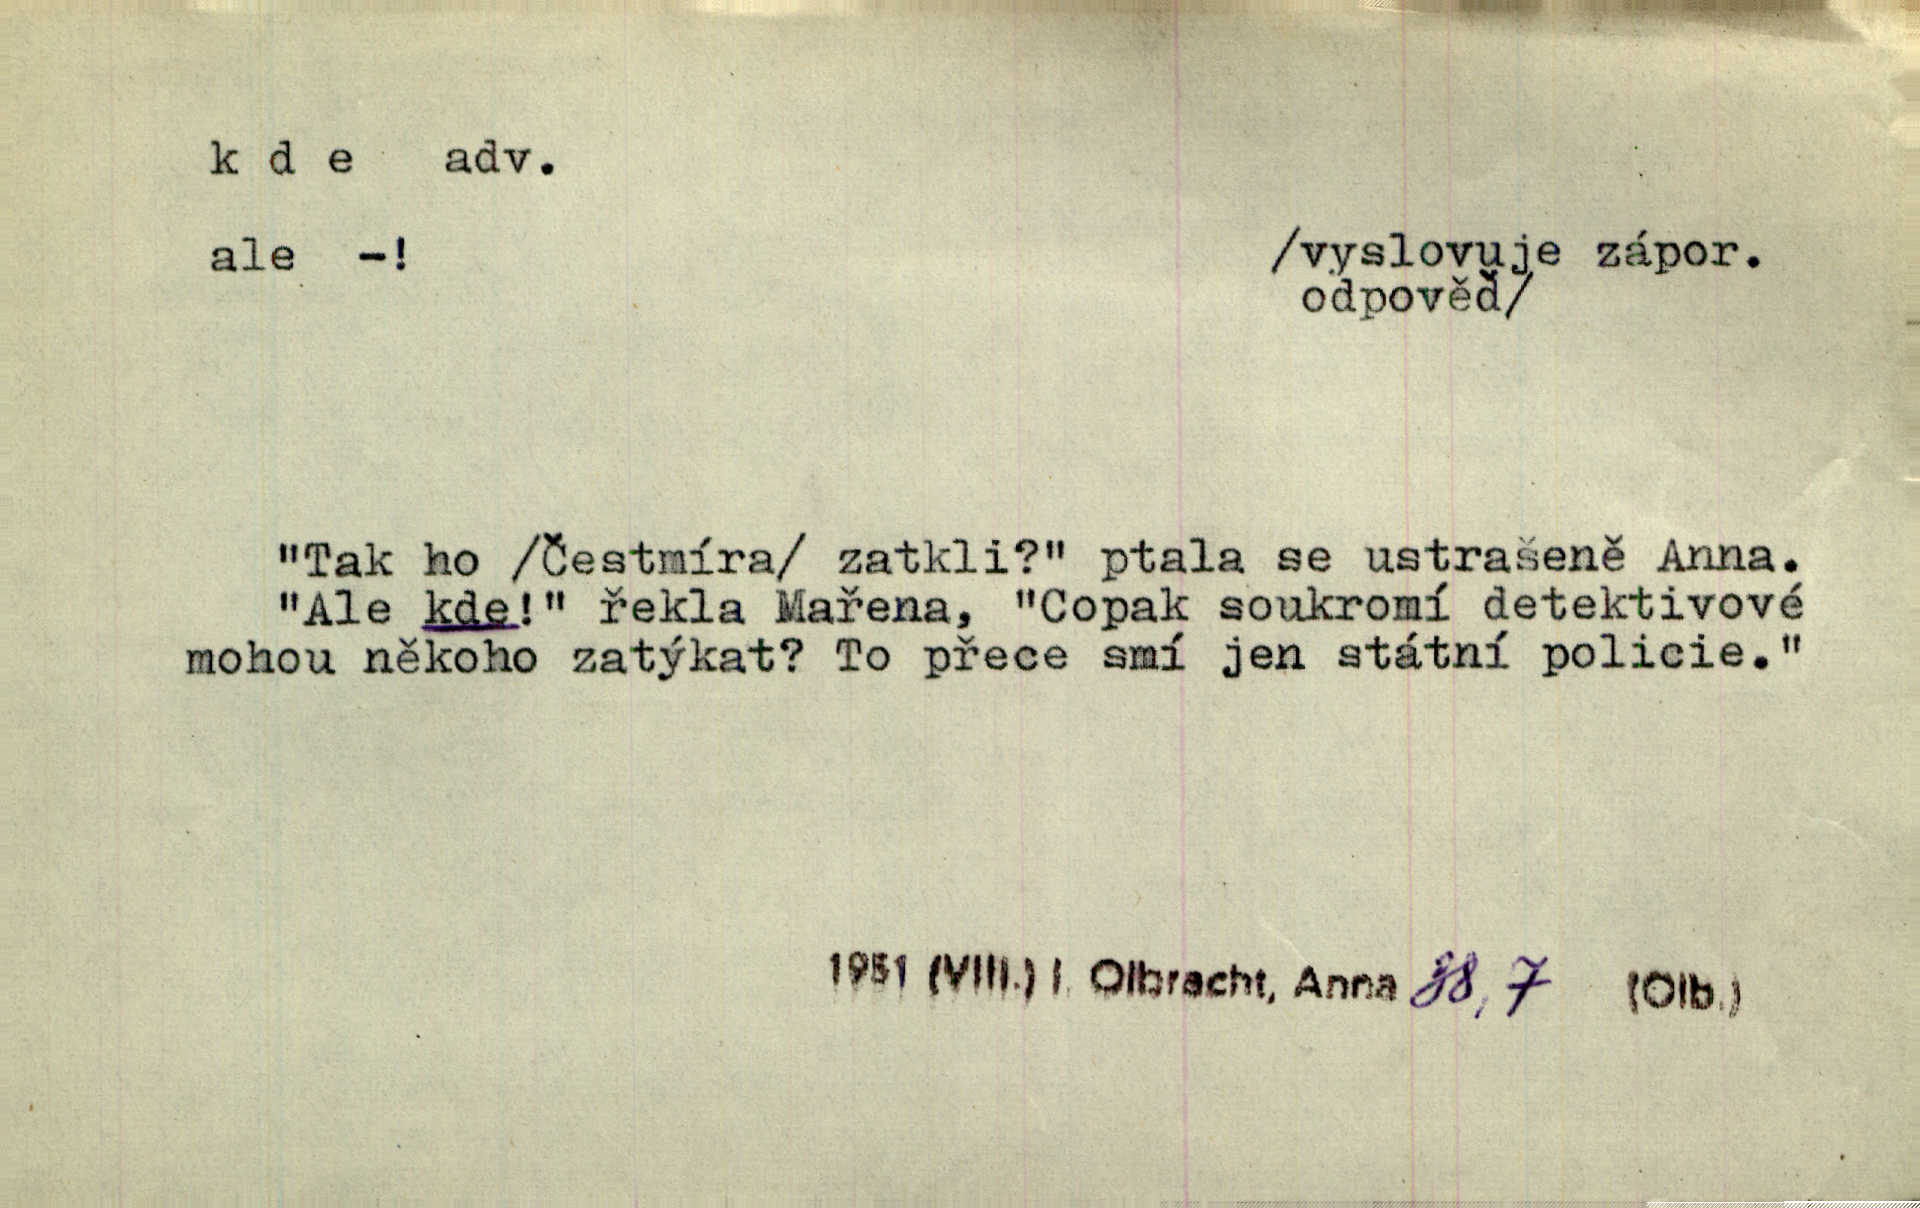 k d e adv.
ale -!
/vyslovuje zápor.
odpověď/
"Tak ho /Čestmíra/ zatkli?" ptala se ustrašeně Anna.
"Ale kde!" řekla Mařena, "Copak soukromí detektivové
mohou někoho zatýkat? To přece smí jen státní policie."
1951 (VIII.) I. Olbracht, Anna 38, 7 (Olb.)